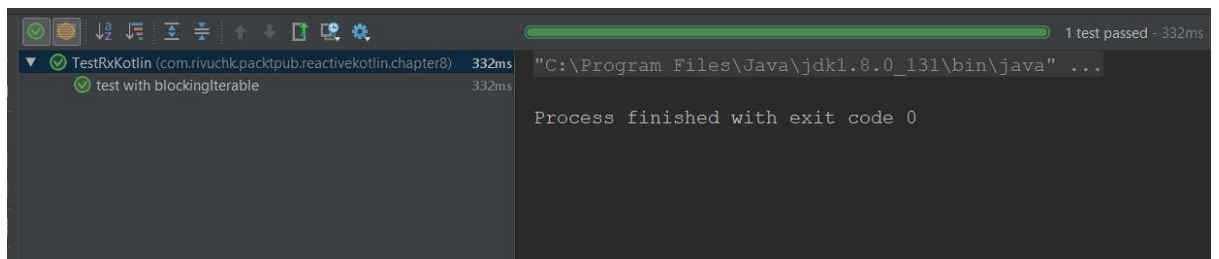 1 test passed - 332ms
TestRxKotlin (com.rivuchk.packtpub.reactivekotlin.chapter8) 332ms
test with blockingIterable 332ms
"C:\Program Files\Java\jdk1.8.0_131\bin\java" ...
Process finished with exit code 0